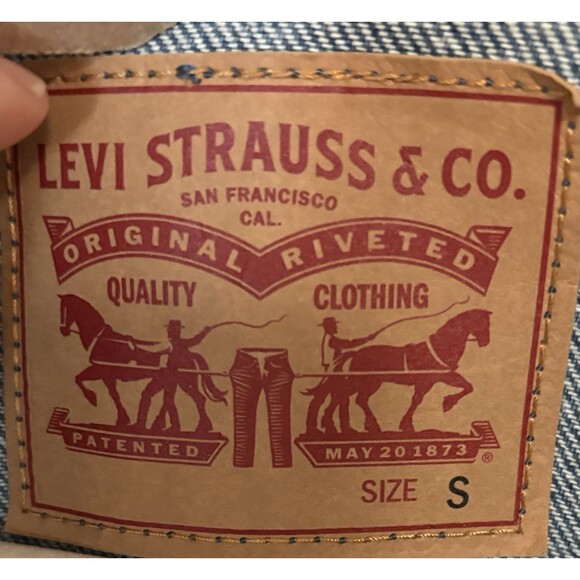 LEVI STRAUSS & CO.
SAN FRANCISCO
CAL.
ORIGINAL RIVETED
QUALITY CLOTHING
PATENTED MAY 20 1873 ®
SIZE S